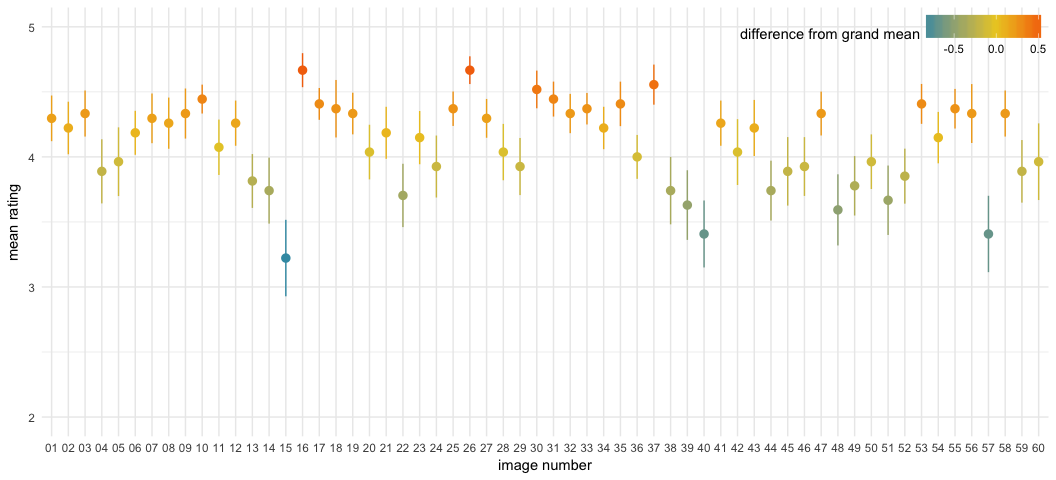 difference from grand mean
-0.5 0.0 0.5
5
4
3
2
mean rating
01 02 03 04 05 06 07 08 09 10 11 12 13 14 15 16 17 18 19 20 21 22 23 24 25 26 27 28 29 30 31 32 33 34 35 36 37 38 39 40 41 42 43 44 45 46 47 48 49 50 51 52 53 54 55 56 57 58 59 60
image number